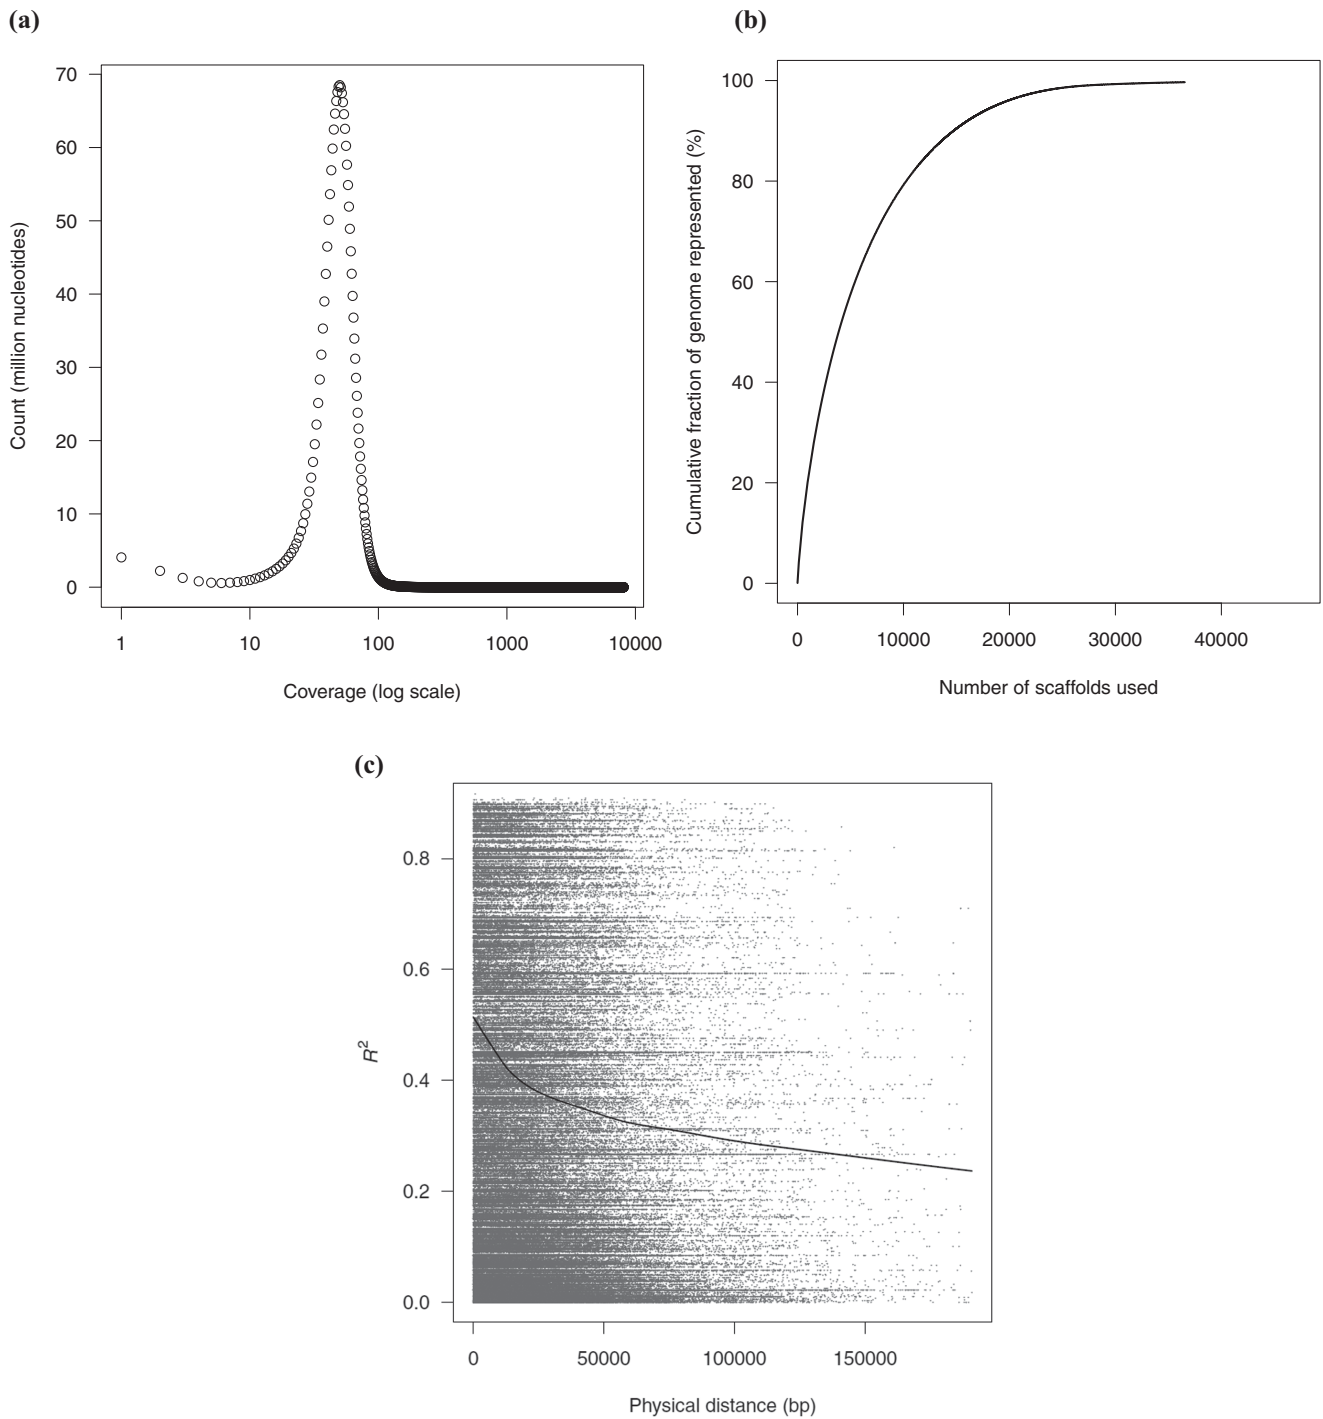 (a)
70
60
50
40
30
20
10
0
Count (million nucleotides)
1 10 100 1000 10000
Coverage (log scale)
(b)
100
80
60
40
20
0
Cumulative fraction of genome represented (%)
0 10000 20000 30000 40000
Number of scaffolds used
(c)
0.8
0.6
0.4
0.2
0.0
R²
0 50000 100000 150000
Physical distance (bp)